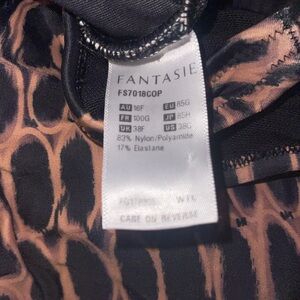 FANTASIE
FS7018COP
AU 16F EU 85G
FR 100G JP 85H
UK 38F US 38G
83% Nylon/Polyamide
17% Elastane
CARE ON REVERSE